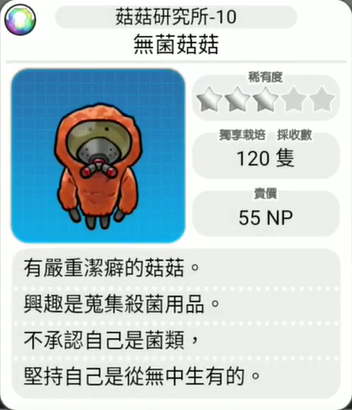 菇菇研究所-10
無菌菇菇
稀有度
獨享栽培 採收數
120 隻
賣價
55 NP
有嚴重潔癖的菇菇。
興趣是蒐集殺菌用品。
不承認自己是菌類，
堅持自己是從無中生有的。